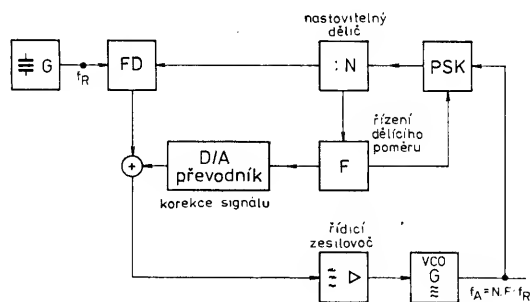 nastavitelný
dělič
G
f_R
FD
: N
PSK
řízení
dělícího
poměru
+
D/A
převodník
F
korekce signálu
řídicí
zesilovač
VCO
G
f_A = N.F · f_R